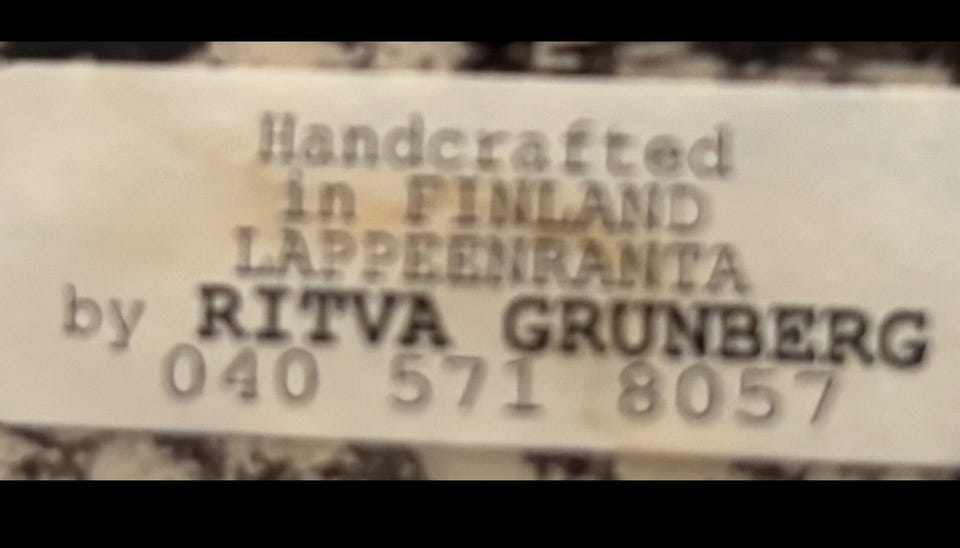 Handcrafted
in FINLAND
LAPPEENRANTA
by RITVA GRUNBERG
040 571 8057